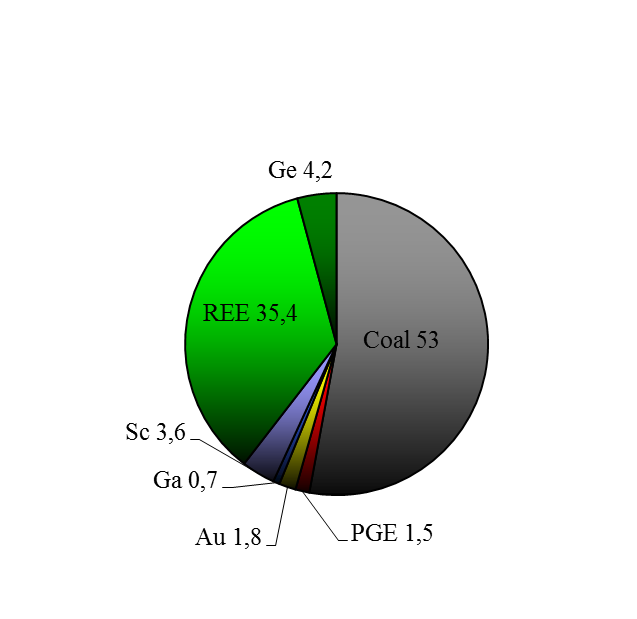 Ge 4,2
REE 35,4
Coal 53
Sc 3,6
Ga 0,7
Au 1,8
PGE 1,5